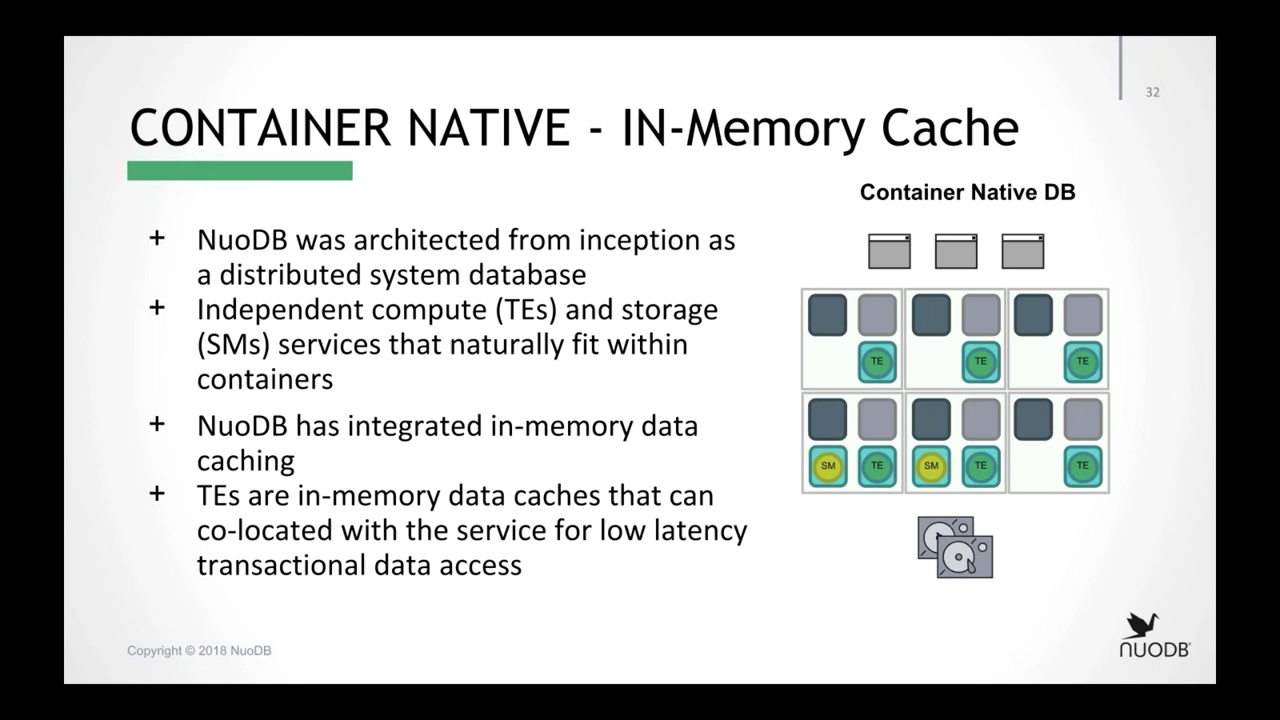 32
CONTAINER NATIVE - IN-Memory Cache
Container Native DB
+ NuoDB was architected from inception as
a distributed system database
+ Independent compute (TEs) and storage
(SMs) services that naturally fit within
containers
+ NuoDB has integrated in-memory data
caching
+ TEs are in-memory data caches that can
co-located with the service for low latency
transactional data access
TE TE TE
SM TE SM TE TE
Copyright © 2018 NuoDB
NUODB